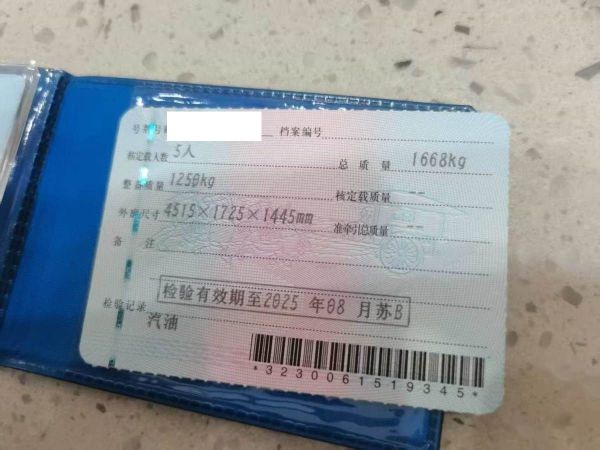 号牌号码 档案编号
核定载人数 5人 总质量 1668kg
整备质量 1250kg 核定载质量 --
外廓尺寸 4515×1725×1445mm 准牵引总质量 --
备注
检验记录 检验有效期至2025年08月苏B
汽油
*3230061519345*